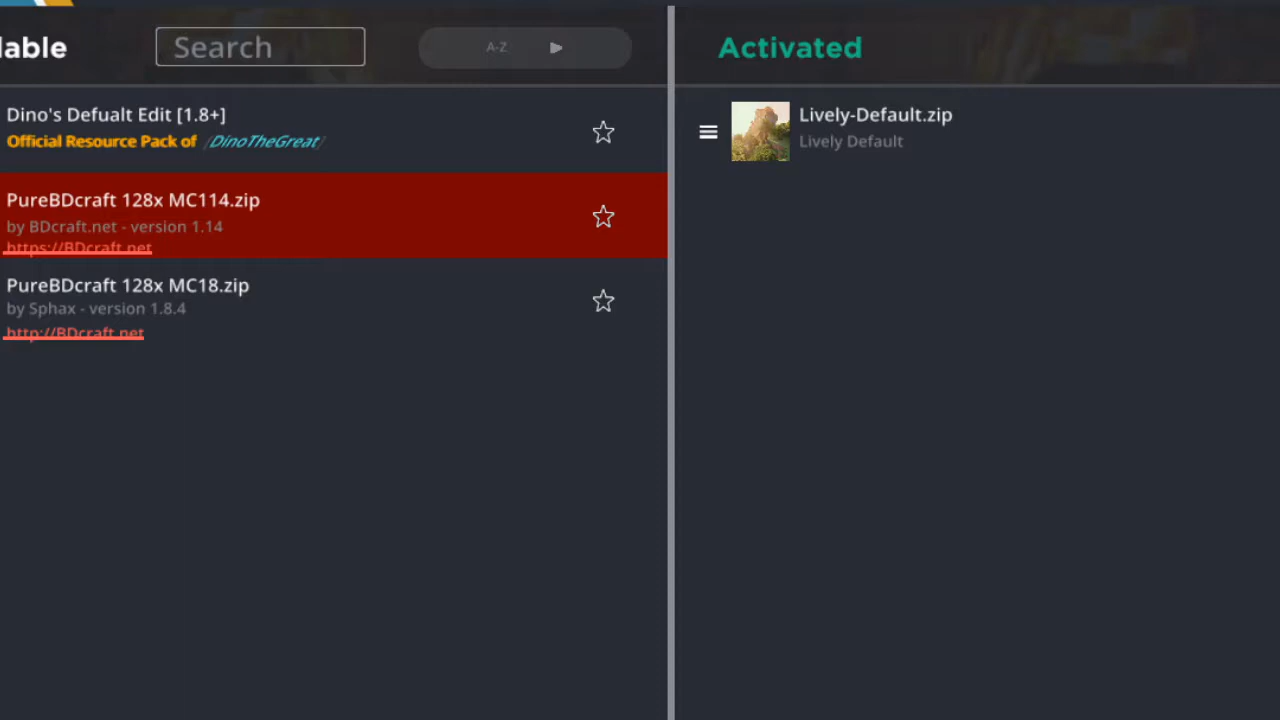 lable
Search
A-Z
Activated
Dino's Defualt Edit [1.8+]
Official Resource Pack of /DinoTheGreat/
PureBDcraft 128x MC114.zip
by BDcraft.net - version 1.14
https://BDcraft.net
PureBDcraft 128x MC18.zip
by Sphax - version 1.8.4
http://BDcraft.net
Lively-Default.zip
Lively Default